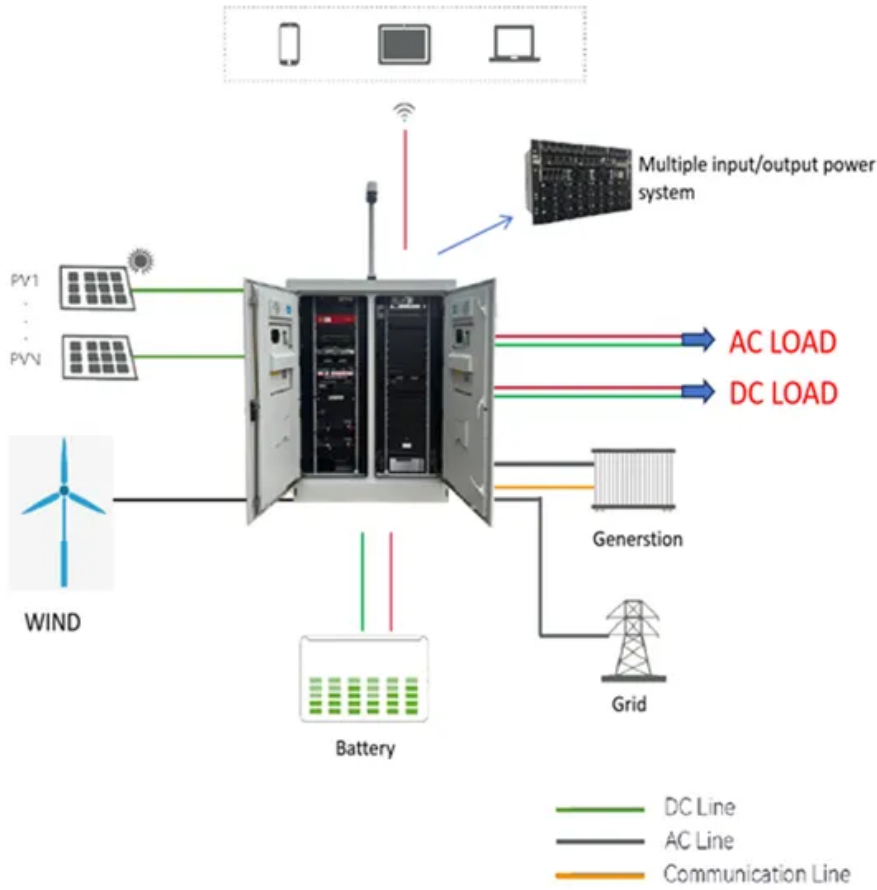 Multiple input/output power
system
PV1
PVN
AC LOAD
DC LOAD
WIND
Generstion
Grid
Battery
DC Line
AC Line
Communication Line